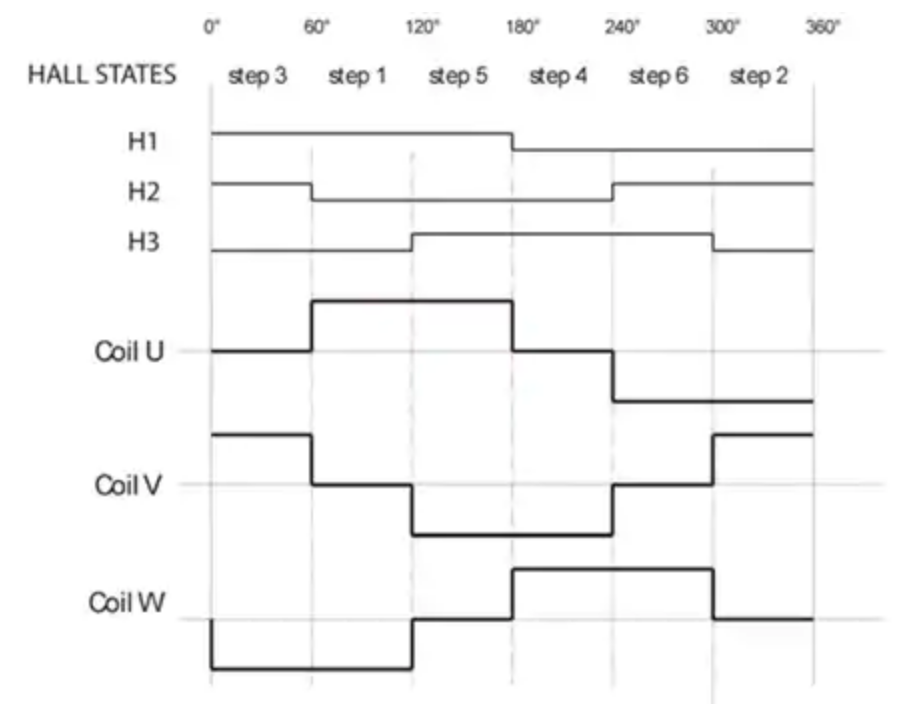 0° 60° 120° 180° 240° 300° 360°
HALL STATES step 3 step 1 step 5 step 4 step 6 step 2
H1
H2
H3
Coil U
Coil V
Coil W